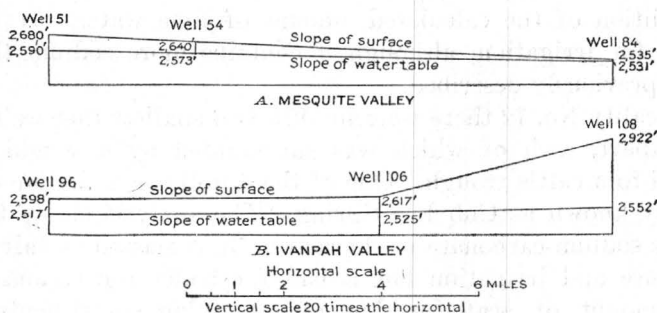 Well 51
Well 54
Well 84
2,680'
2,590'
2,640'
2,573'
Slope of surface
Slope of water table
2,535'
2,531'
A. MESQUITE VALLEY
Well 108
2,922'
Well 96
Well 106
2,598'
2,517'
Slope of surface
Slope of water table
2,617'
2,525'
2,552'
B. IVANPAH VALLEY
Horizontal scale
0 1 2 4 6 MILES
Vertical scale 20 times the horizontal